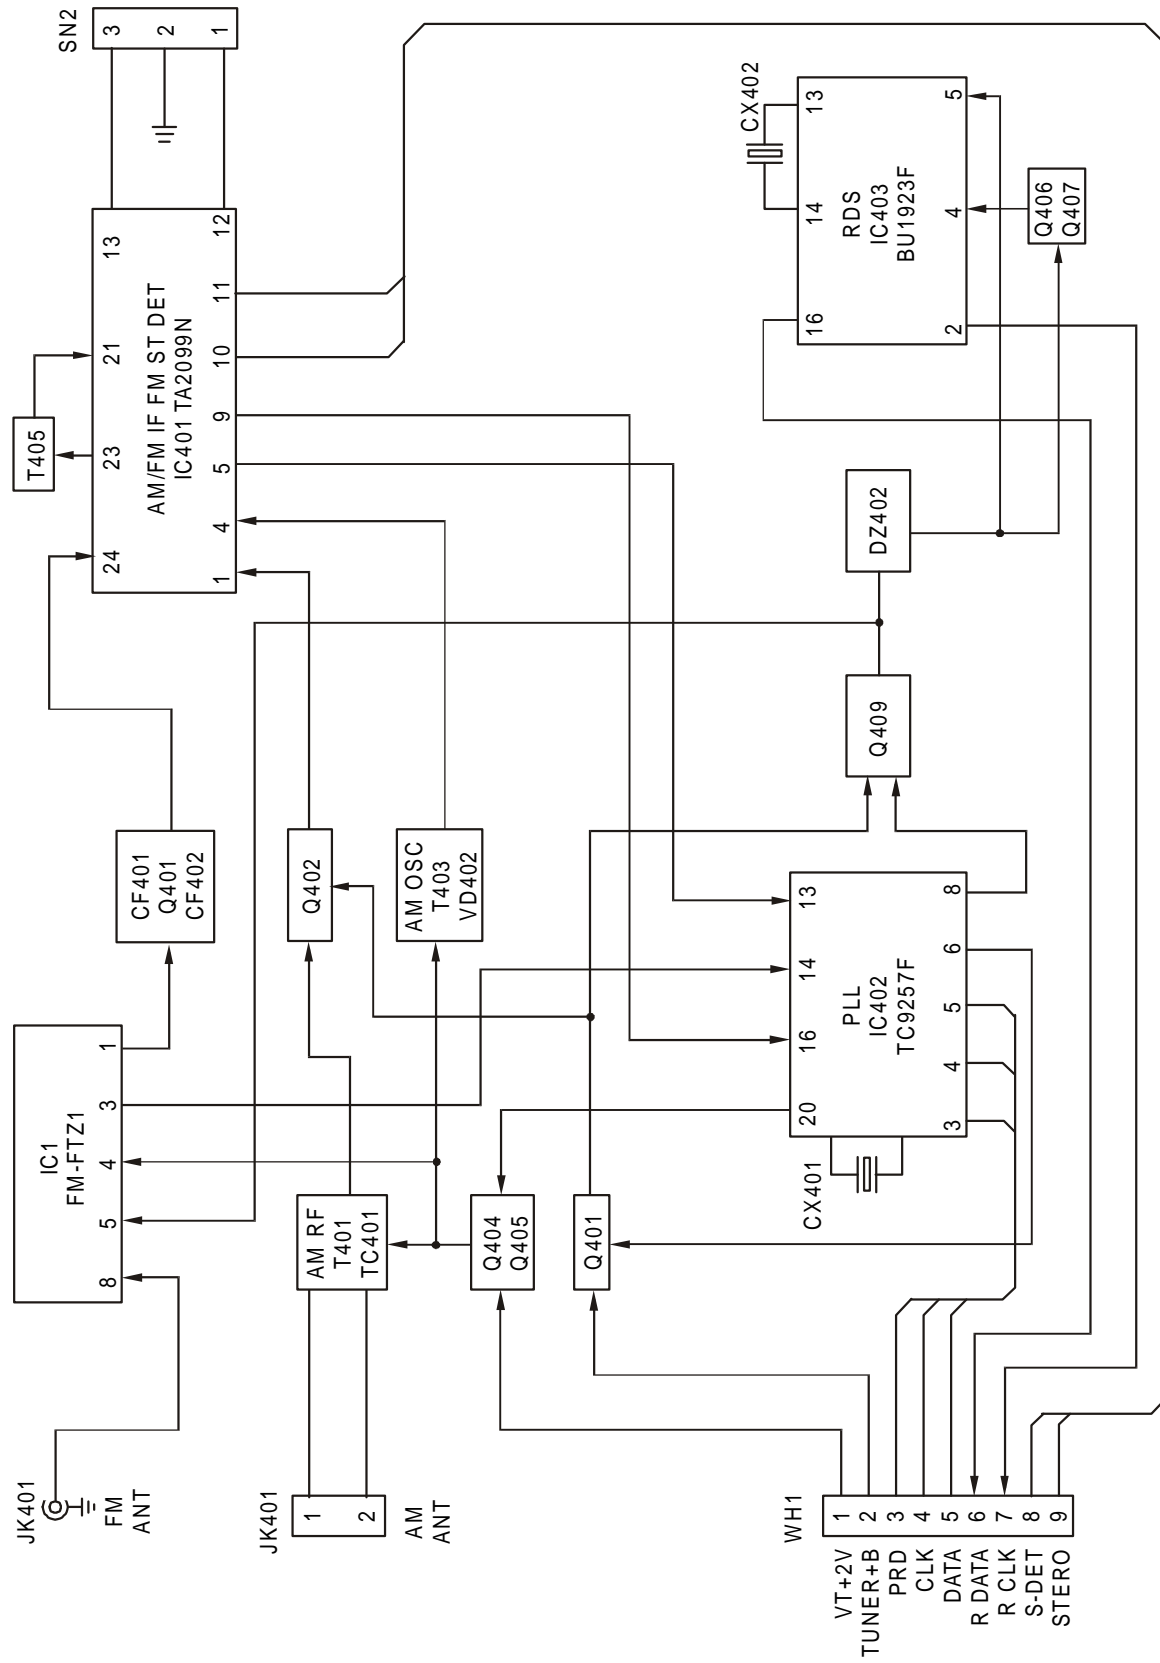 JK401
FM
ANT
IC1
FM-FTZ1
8
5
4
3
1
CF401
Q401
CF402
T405
AM/FM IF FM ST DET
IC401 TA2099N
24
23
21
13
1
4
5
9
10
11
12
SN2
3
2
1
JK401
1
2
AM
ANT
AM RF
T401
TC401
Q402
AM OSC
T403
VD402
Q404
Q405
Q401
CX401
PLL
IC402
TC9257F
20
16
14
13
3
4
5
6
8
Q409
DZ402
CX402
RDS
IC403
BU1923F
16
14
13
2
4
5
Q406
Q407
WH1
VT+2V 1
TUNER+B 2
PRD 3
CLK 4
DATA 5
R DATA 6
R CLK 7
S-DET 8
STERO 9